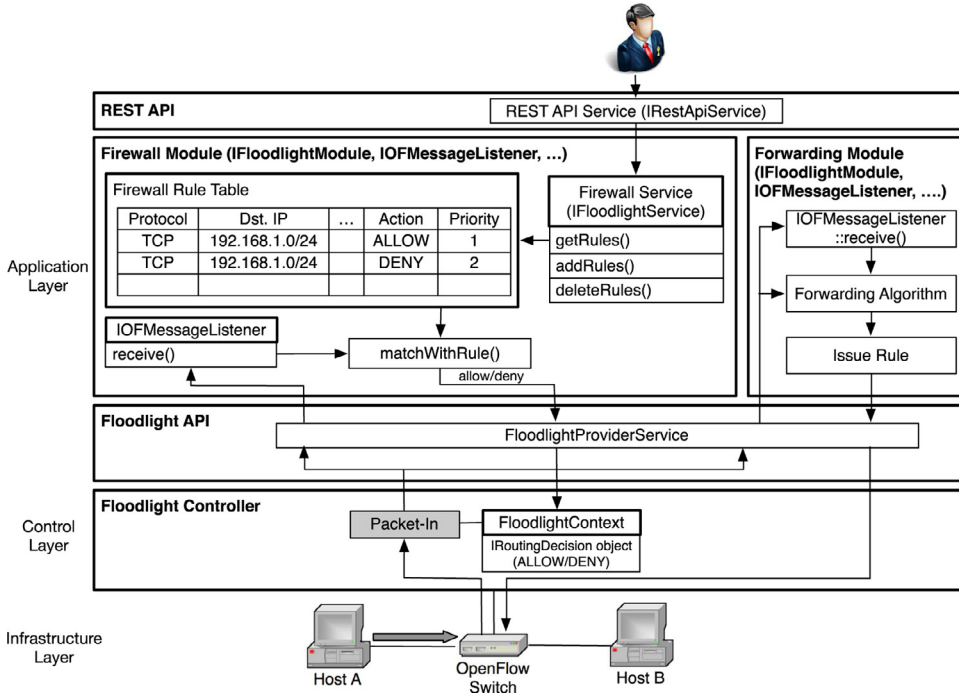 REST API
REST API Service (IRestApiService)
Firewall Module (IFloodlightModule, IOFMessageListener, ...)
Firewall Rule Table
Protocol Dst. IP ... Action Priority
TCP 192.168.1.0/24 ALLOW 1
TCP 192.168.1.0/24 DENY 2
Firewall Service
(IFloodlightService)
getRules()
addRules()
deleteRules()
IOFMessageListener
receive()
matchWithRule()
allow/deny
Forwarding Module
(IFloodlightModule,
IOFMessageListener, ....)
IOFMessageListener
::receive()
Forwarding Algorithm
Issue Rule
Application
Layer
Floodlight API
FloodlightProviderService
Floodlight Controller
Packet-In
FloodlightContext
IRoutingDecision object
(ALLOW/DENY)
Control
Layer
Infrastructure
Layer
Host A
OpenFlow
Switch
Host B